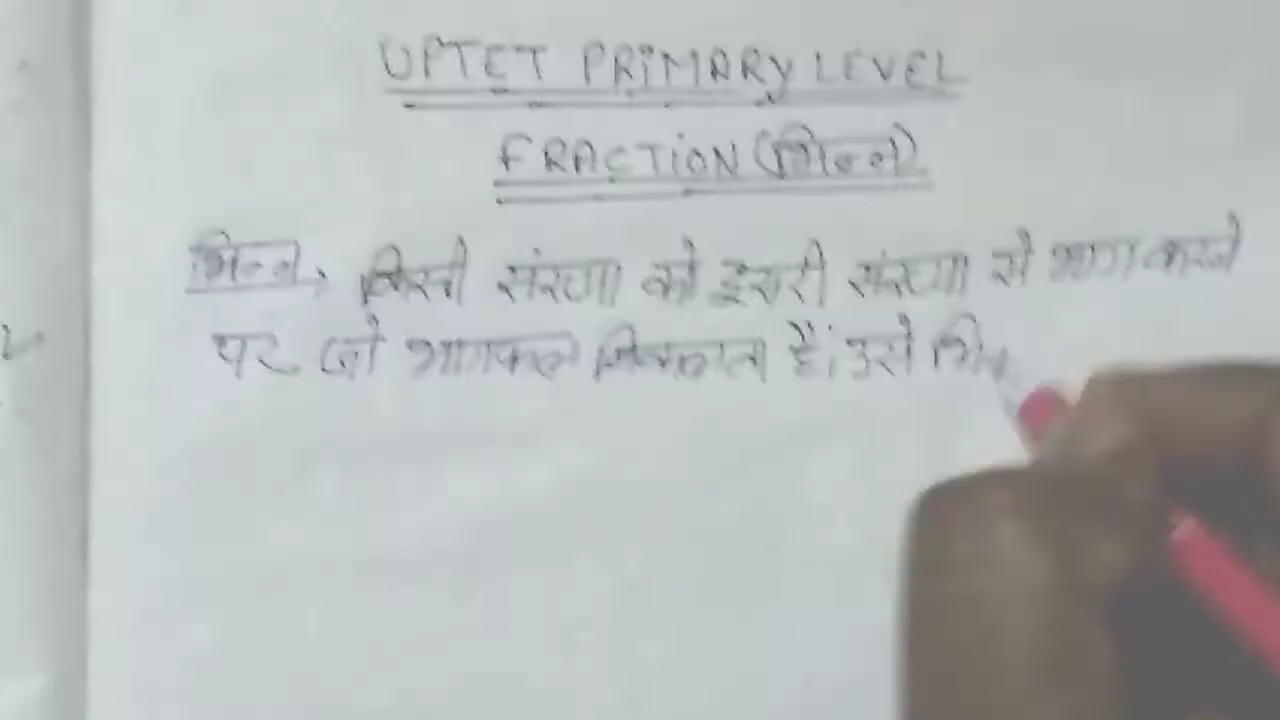 UPTET PRIMARY LEVEL
FRACTION (भिन्न)
भिन्न, किसी संख्या को दूसरी संख्या से भाग करने
पर जो भागफल निकलता है, उसे भि